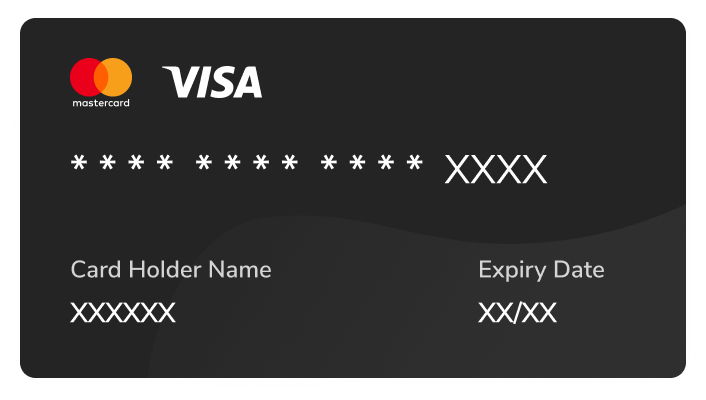 mastercard VISA
* * * * * * * * * * * * XXXX
Card Holder Name Expiry Date
XXXXXX XX/XX